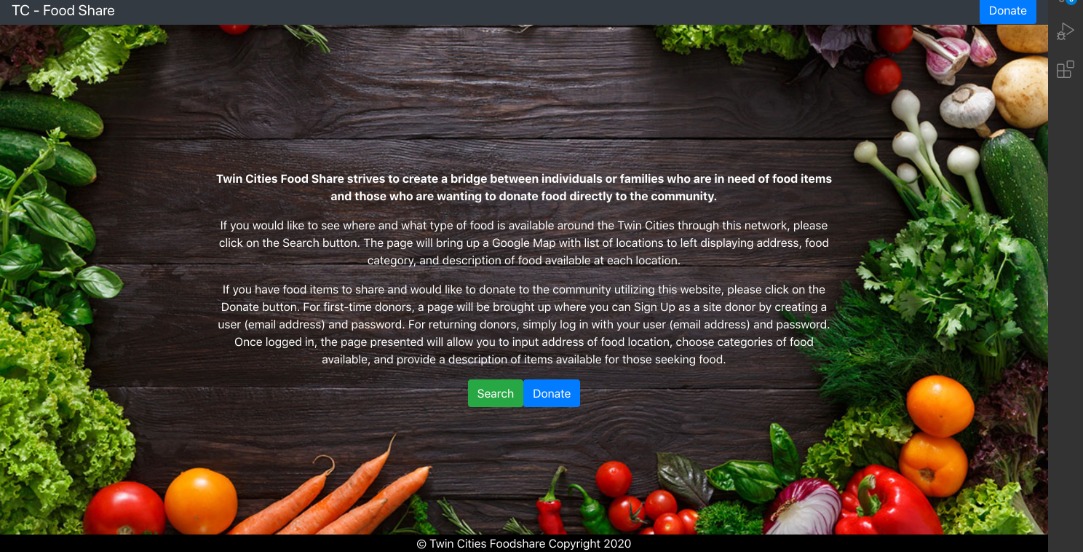 TC - Food Share
Donate
Twin Cities Food Share strives to create a bridge between individuals or families who are in need of food items
and those who are wanting to donate food directly to the community.
If you would like to see where and what type of food is available around the Twin Cities through this network, please
click on the Search button. The page will bring up a Google Map with list of locations to left displaying address, food
category, and description of food available at each location.
If you have food items to share and would like to donate to the community utilizing this website, please click on the
Donate button. For first-time donors, a page will be brought up where you can Sign Up as a site donor by creating a
user (email address) and password. For returning donors, simply log in with your user (email address) and password.
Once logged in, the page presented will allow you to input address of food location, choose categories of food
available, and provide a description of items available for those seeking food.
Search
Donate
© Twin Cities Foodshare Copyright 2020